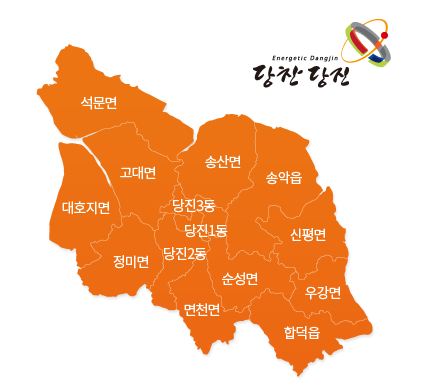 Energetic Dangjin
당찬 당진
석문면
송산면
고대면
송악읍
대호지면
당진3동
당진1동
신평면
당진2동
정미면
순성면
우강면
면천면
합덕읍